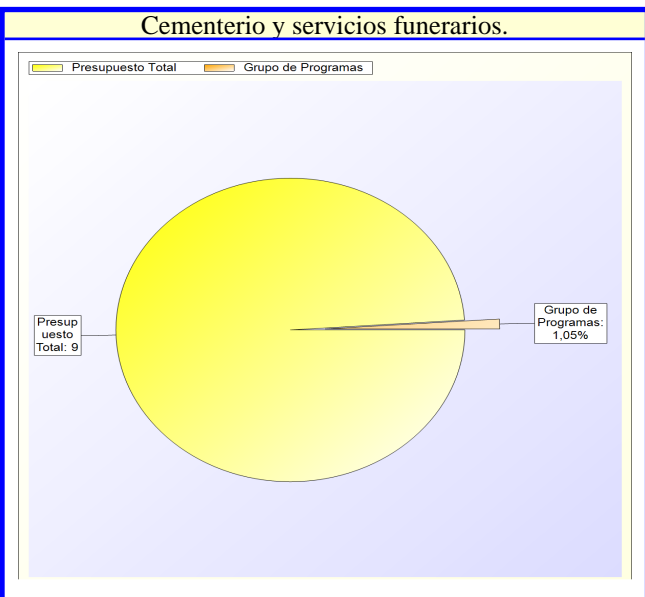 Cementerio y servicios funerarios.
Presupuesto Total Grupo de Programas
Presup
uesto
Total: 9
Grupo de
Programas:
1,05%